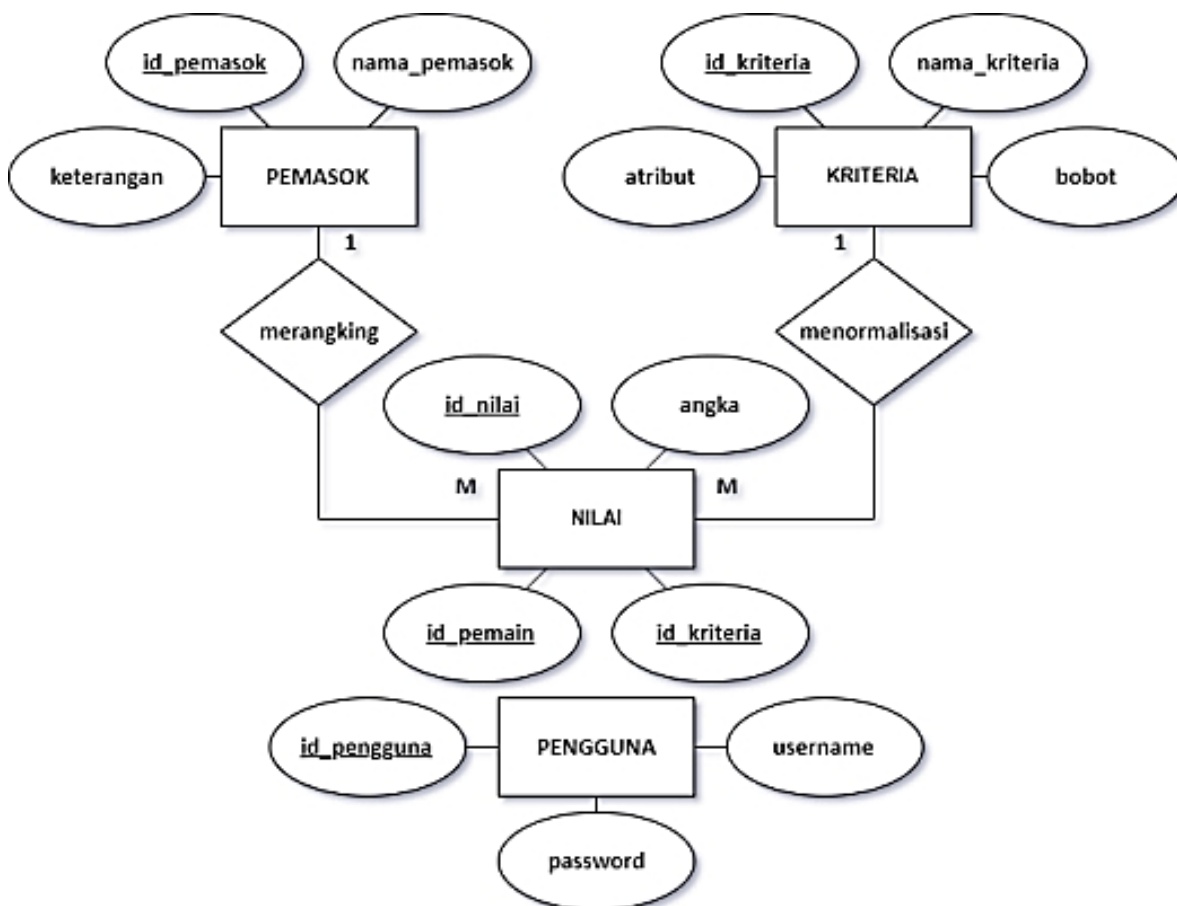 id_pemasok
nama_pemasok
id_kriteria
nama_kriteria
keterangan
PEMASOK
atribut
KRITERIA
bobot
1
1
merangking
menormalisasi
id_nilai
angka
M
M
NILAI
id_pemain
id_kriteria
id_pengguna
PENGGUNA
username
password